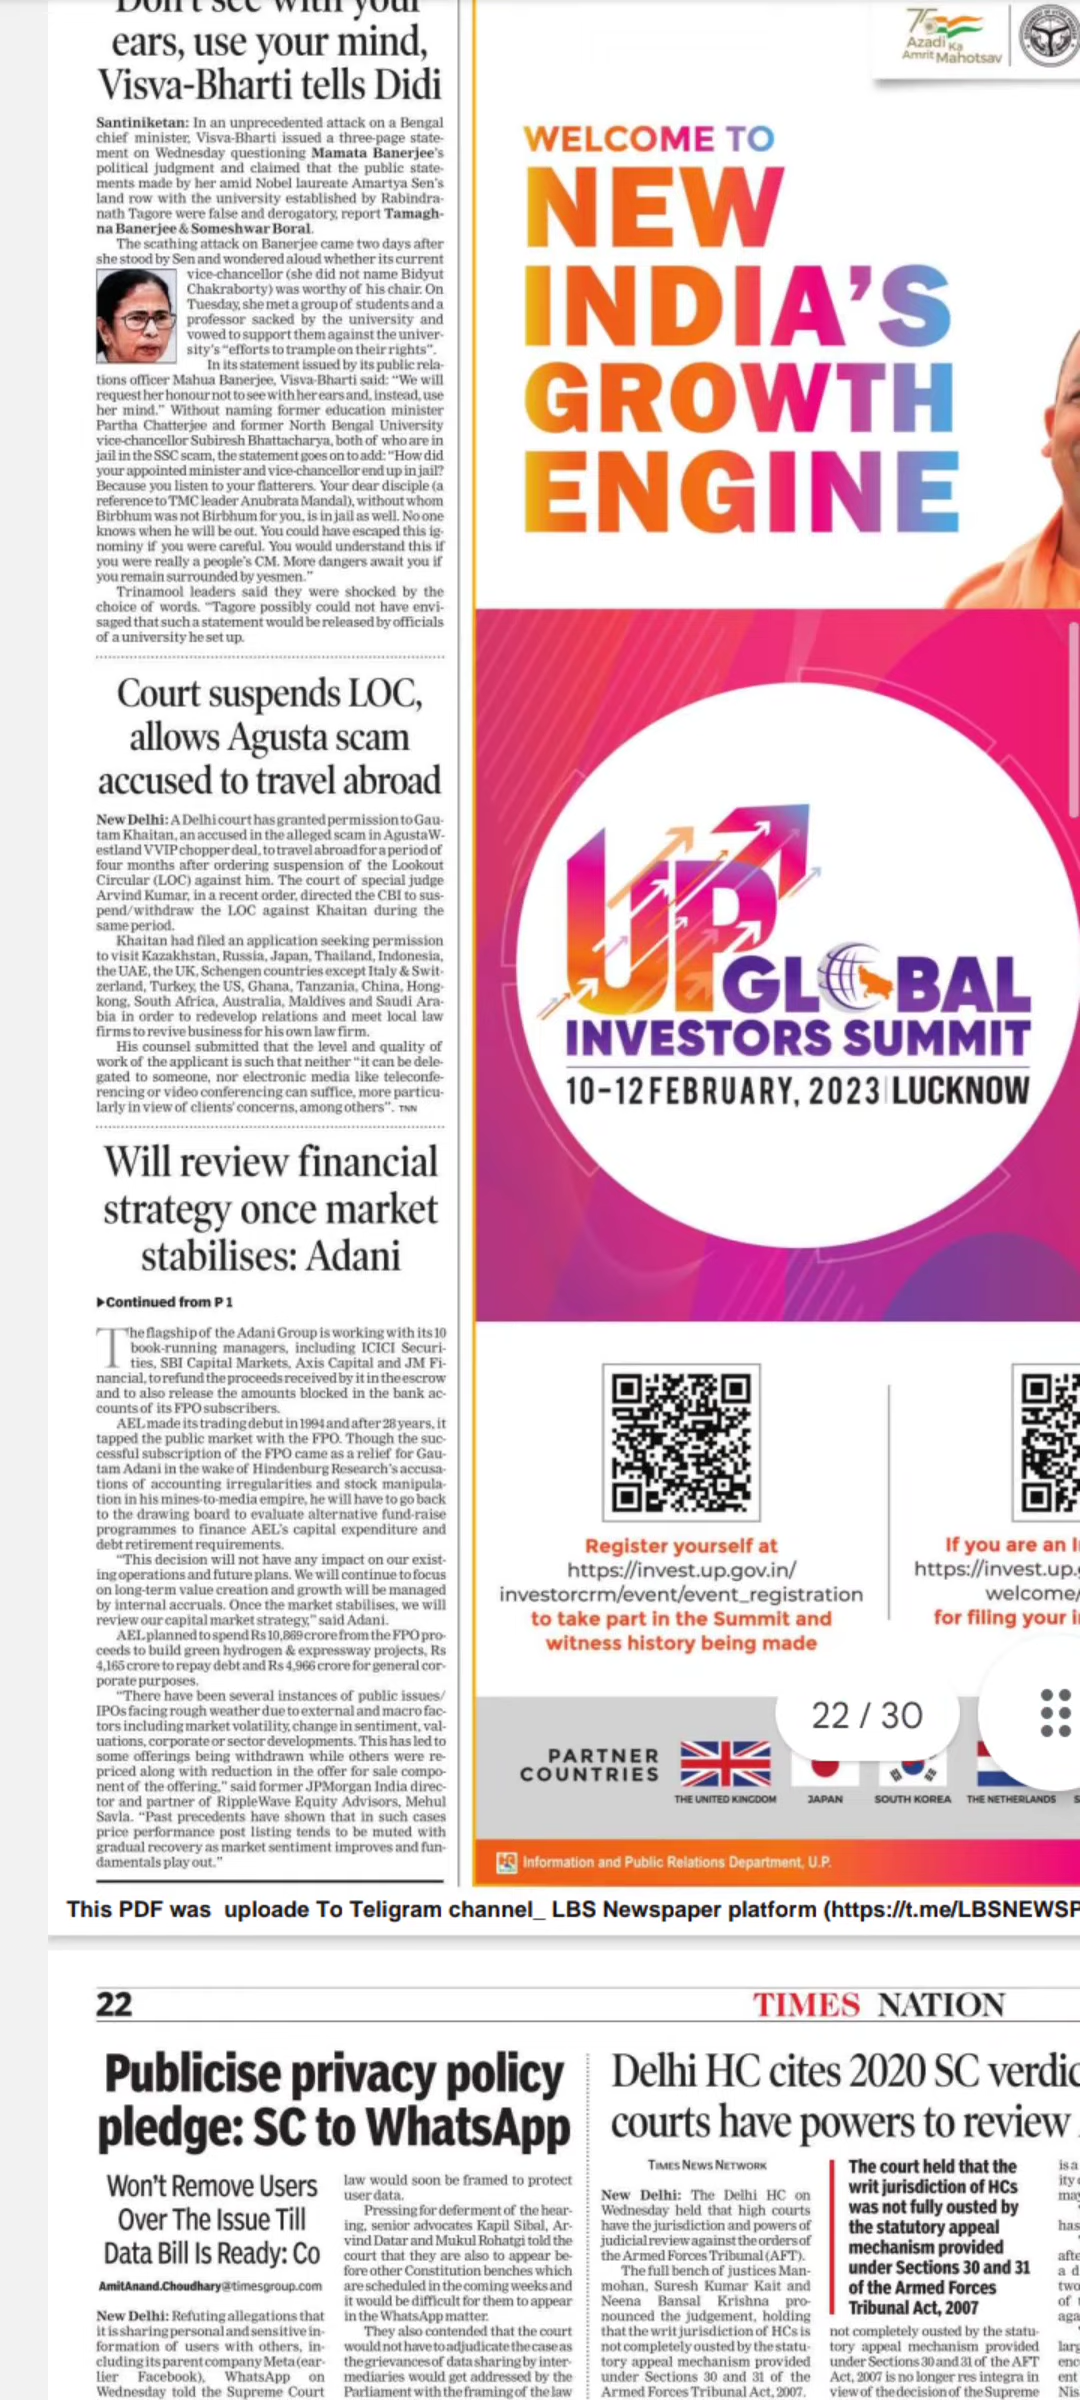 Don't see with your
ears, use your mind,
Visva-Bharti tells Didi
Santiniketan: In an unprecedented attack on a Bengal
chief minister, Visva-Bharti issued a three-page state-
ment on Wednesday questioning Mamata Banerjee's
political judgment and claimed that the public state-
ments made by her amid Nobel laureate Amartya Sen's
land row with the university established by Rabindra-
nath Tagore were false and derogatory, report Tamagh-
na Banerjee & Someshwar Boral.
The scathing attack on Banerjee came two days after
she stood by Sen and wondered aloud whether its current
vice-chancellor (she did not name Bidyut
Chakraborty) was worthy of his chair. On
Tuesday, she met a group of students and a
professor sacked by the university and
vowed to support them against the univer-
sity's "efforts to trample on their rights".
In its statement issued by its public rela-
tions officer Mahua Banerjee, Visva-Bharti said: "We will
request her honour not to see with her ears and, instead, use
her mind." Without naming former education minister
Partha Chatterjee and former North Bengal University
vice-chancellor Subiresh Bhattacharya, both of who are in
jail in the SSC scam, the statement goes on to add: "How did
your appointed minister and vice-chancellor end up in jail?
Because you listen to your flatterers. Your dear disciple (a
reference to TMC leader Anubrata Mandal), without whom
Birbhum was not Birbhum for you, is in jail as well. No one
knows when he will be out. You could have escaped this ig-
nominy if you were careful. You would understand this if
you were really a people's CM. More dangers await you if
you remain surrounded by yesmen."
Trinamool leaders said they were shocked by the
choice of words. "Tagore possibly could not have envi-
saged that such a statement would be released by officials
of a university he set up.
Court suspends LOC,
allows Agusta scam
accused to travel abroad
New Delhi: A Delhi court has granted permission to Gau-
tam Khaitan, an accused in the alleged scam in AgustaW-
estland VVIP chopper deal, to travel abroad for a period of
four months after ordering suspension of the Lookout
Circular (LOC) against him. The court of special judge
Arvind Kumar, in a recent order, directed the CBI to sus-
pend/withdraw the LOC against Khaitan during the
same period.
Khaitan had filed an application seeking permission
to visit Kazakhstan, Russia, Japan, Thailand, Indonesia,
the UAE, the UK, Schengen countries except Italy & Swit-
zerland, Turkey, the US, Ghana, Tanzania, China, Hong-
kong, South Africa, Australia, Maldives and Saudi Ara-
bia in order to redevelop relations and meet local law
firms to revive business for his own law firm.
His counsel submitted that the level and quality of
work of the applicant is such that neither "it can be dele-
gated to someone, nor electronic media like teleconfe-
rencing or video conferencing can suffice, more particu-
larly in view of clients' concerns, among others". TNN
Will review financial
strategy once market
stabilises: Adani
▶Continued from P 1
The flagship of the Adani Group is working with its 10
book-running managers, including ICICI Securi-
ties, SBI Capital Markets, Axis Capital and JM Fi-
nancial, to refund the proceeds received by it in the escrow
and to also release the amounts blocked in the bank ac-
counts of its FPO subscribers.
AEL made its trading debut in 1994 and after 28 years, it
tapped the public market with the FPO. Though the suc-
cessful subscription of the FPO came as a relief for Gau-
tam Adani in the wake of Hindenburg Research's accusa-
tions of accounting irregularities and stock manipula-
tion in his mines-to-media empire, he will have to go back
to the drawing board to evaluate alternative fund-raise
programmes to finance AEL's capital expenditure and
debt retirement requirements.
"This decision will not have any impact on our exist-
ing operations and future plans. We will continue to focus
on long-term value creation and growth will be managed
by internal accruals. Once the market stabilises, we will
review our capital market strategy," said Adani.
AEL planned to spend Rs 10,869 crore from the FPO pro-
ceeds to build green hydrogen & expressway projects, Rs
4,165 crore to repay debt and Rs 4,966 crore for general cor-
porate purposes.
"There have been several instances of public issues/
IPOs facing rough weather due to external and macro fac-
tors including market volatility, change in sentiment, val-
uations, corporate or sector developments. This has led to
some offerings being withdrawn while others were re-
priced along with reduction in the offer for sale compo-
nent of the offering," said former JPMorgan India direc-
tor and partner of RippleWave Equity Advisors, Mehul
Savla. "Past precedents have shown that in such cases
price performance post listing tends to be muted with
gradual recovery as market sentiment improves and fun-
damentals play out."
75
Azadi Ka
Amrit Mahotsav
WELCOME TO
NEW
INDIA'S
GROWTH
ENGINE
UP GLOBAL
INVESTORS SUMMIT
10-12 FEBRUARY, 2023 | LUCKNOW
Register yourself at
https://invest.up.gov.in/
investorcrm/event/event_registration
to take part in the Summit and
witness history being made
If you are an
https://invest.up.
welcome/
for filing your
22 / 30
PARTNER
COUNTRIES
THE UNITED KINGDOM
JAPAN
SOUTH KOREA
THE NETHERLANDS
Information and Public Relations Department, U.P.
This PDF was uploade To Teligram channel_ LBS Newspaper platform (https://t.me/LBSNEWSP
22
TIMES NATION
Publicise privacy policy
pledge: SC to WhatsApp
Won't Remove Users
Over The Issue Till
Data Bill Is Ready: Co
AmitAnand.Choudhary@timesgroup.com
New Delhi: Refuting allegations that
it is sharing personal and sensitive in-
formation of users with others, in-
cluding its parent company Meta (ear-
lier Facebook), WhatsApp on
Wednesday told the Supreme Court
law would soon be framed to protect
user data.
Pressing for deferment of the hear-
ing, senior advocates Kapil Sibal, Ar-
vind Datar and Mukul Rohatgi told the
court that they are also to appear be-
fore other Constitution benches which
are scheduled in the coming weeks and
it would be difficult for them to appear
in the WhatsApp matter.
They also contended that the court
would not have to adjudicate the case as
the grievances of data sharing by inter-
mediaries would get addressed by the
Parliament with the framing of the law
Delhi HC cites 2020 SC verdic
courts have powers to review
TIMES NEWS NETWORK
New Delhi: The Delhi HC on
Wednesday held that high courts
have the jurisdiction and powers of
judicial review against the orders of
the Armed Forces Tribunal (AFT).
The full bench of justices Man-
mohan, Suresh Kumar Kait and
Neena Bansal Krishna pro-
nounced the judgement, holding
that the writ jurisdiction of HCs is
not completely ousted by the statu-
tory appeal mechanism provided
under Sections 30 and 31 of the
Armed Forces Tribunal Act, 2007.
The court held that the
writ jurisdiction of HCs
was not fully ousted by
the statutory appeal
mechanism provided
under Sections 30 and 31
of the Armed Forces
Tribunal Act, 2007
not completely ousted by the statu-
tory appeal mechanism provided
under Sections 30 and 31 of the AFT
Act, 2007 is no longer res integra in
view of the decision of the Supreme
is a
ity
may
has
afte
a d
two
of
aga
larg
ence
ent
Nis